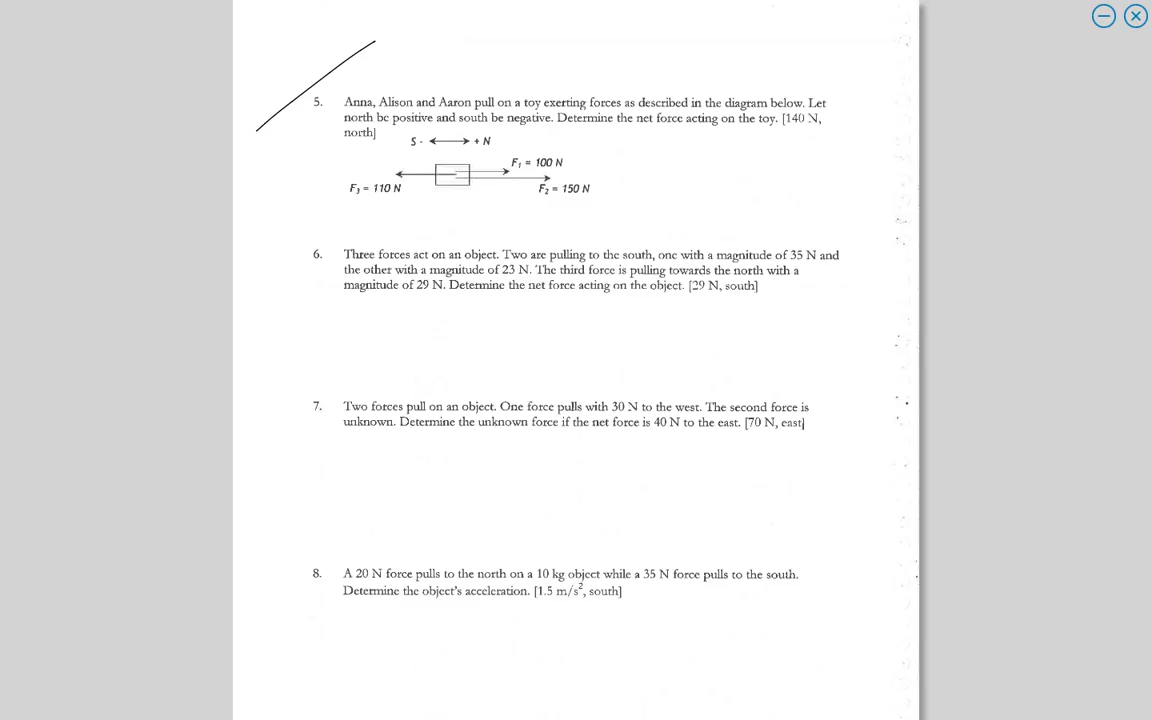 5. Anna, Alison and Aaron pull on a toy exerting forces as described in the diagram below. Let
north be positive and south be negative. Determine the net force acting on the toy. [140 N,
north]
S - + N
F₁ = 100 N
F₃ = 110 N
F₂ = 150 N
6. Three forces act on an object. Two are pulling to the south, one with a magnitude of 35 N and
the other with a magnitude of 23 N. The third force is pulling towards the north with a
magnitude of 29 N. Determine the net force acting on the object. [29 N, south]
7. Two forces pull on an object. One force pulls with 30 N to the west. The second force is
unknown. Determine the unknown force if the net force is 40 N to the east. [70 N, east]
8. A 20 N force pulls to the north on a 10 kg object while a 35 N force pulls to the south.
Determine the object's acceleration. [1.5 m/s², south]